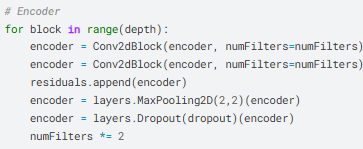 # Encoder
for block in range(depth):
    encoder = Conv2dBlock(encoder, numFilters=numFilters)
    encoder = Conv2dBlock(encoder, numFilters=numFilters)
    residuals.append(encoder)
    encoder = layers.MaxPooling2D(2,2)(encoder)
    encoder = layers.Dropout(dropout)(encoder)
    numFilters *= 2